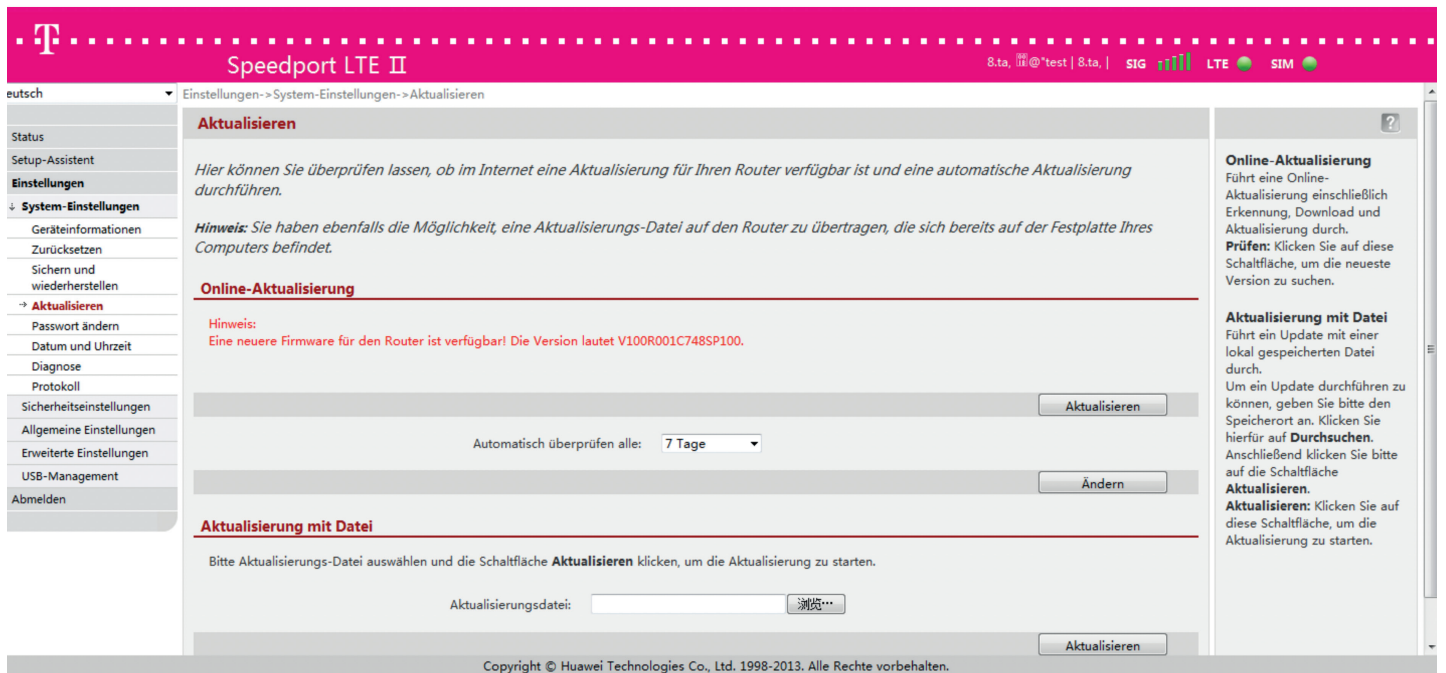 T
Speedport LTE II
8.ta, @*test | 8.ta, | SIG LTE SIM
eutsch
Einstellungen->System-Einstellungen->Aktualisieren
Status
Setup-Assistent
Einstellungen
↓ System-Einstellungen
Geräteinformationen
Zurücksetzen
Sichern und
wiederherstellen
→ Aktualisieren
Passwort ändern
Datum und Uhrzeit
Diagnose
Protokoll
Sicherheitseinstellungen
Allgemeine Einstellungen
Erweiterte Einstellungen
USB-Management
Abmelden
Aktualisieren
Hier können Sie überprüfen lassen, ob im Internet eine Aktualisierung für Ihren Router verfügbar ist und eine automatische Aktualisierung
durchführen.
Hinweis: Sie haben ebenfalls die Möglichkeit, eine Aktualisierungs-Datei auf den Router zu übertragen, die sich bereits auf der Festplatte Ihres
Computers befindet.
Online-Aktualisierung
Hinweis:
Eine neuere Firmware für den Router ist verfügbar! Die Version lautet V100R001C748SP100.
Aktualisieren
Automatisch überprüfen alle: 7 Tage
Ändern
Aktualisierung mit Datei
Bitte Aktualisierungs-Datei auswählen und die Schaltfläche Aktualisieren klicken, um die Aktualisierung zu starten.
Aktualisierungsdatei: 浏览…
Aktualisieren
?
Online-Aktualisierung
Führt eine Online-
Aktualisierung einschließlich
Erkennung, Download und
Aktualisierung durch.
Prüfen: Klicken Sie auf diese
Schaltfläche, um die neueste
Version zu suchen.
Aktualisierung mit Datei
Führt ein Update mit einer
lokal gespeicherten Datei
durch.
Um ein Update durchführen zu
können, geben Sie bitte den
Speicherort an. Klicken Sie
hierfür auf Durchsuchen.
Anschließend klicken Sie bitte
auf die Schaltfläche
Aktualisieren.
Aktualisieren: Klicken Sie auf
diese Schaltfläche, um die
Aktualisierung zu starten.
Copyright © Huawei Technologies Co., Ltd. 1998-2013. Alle Rechte vorbehalten.